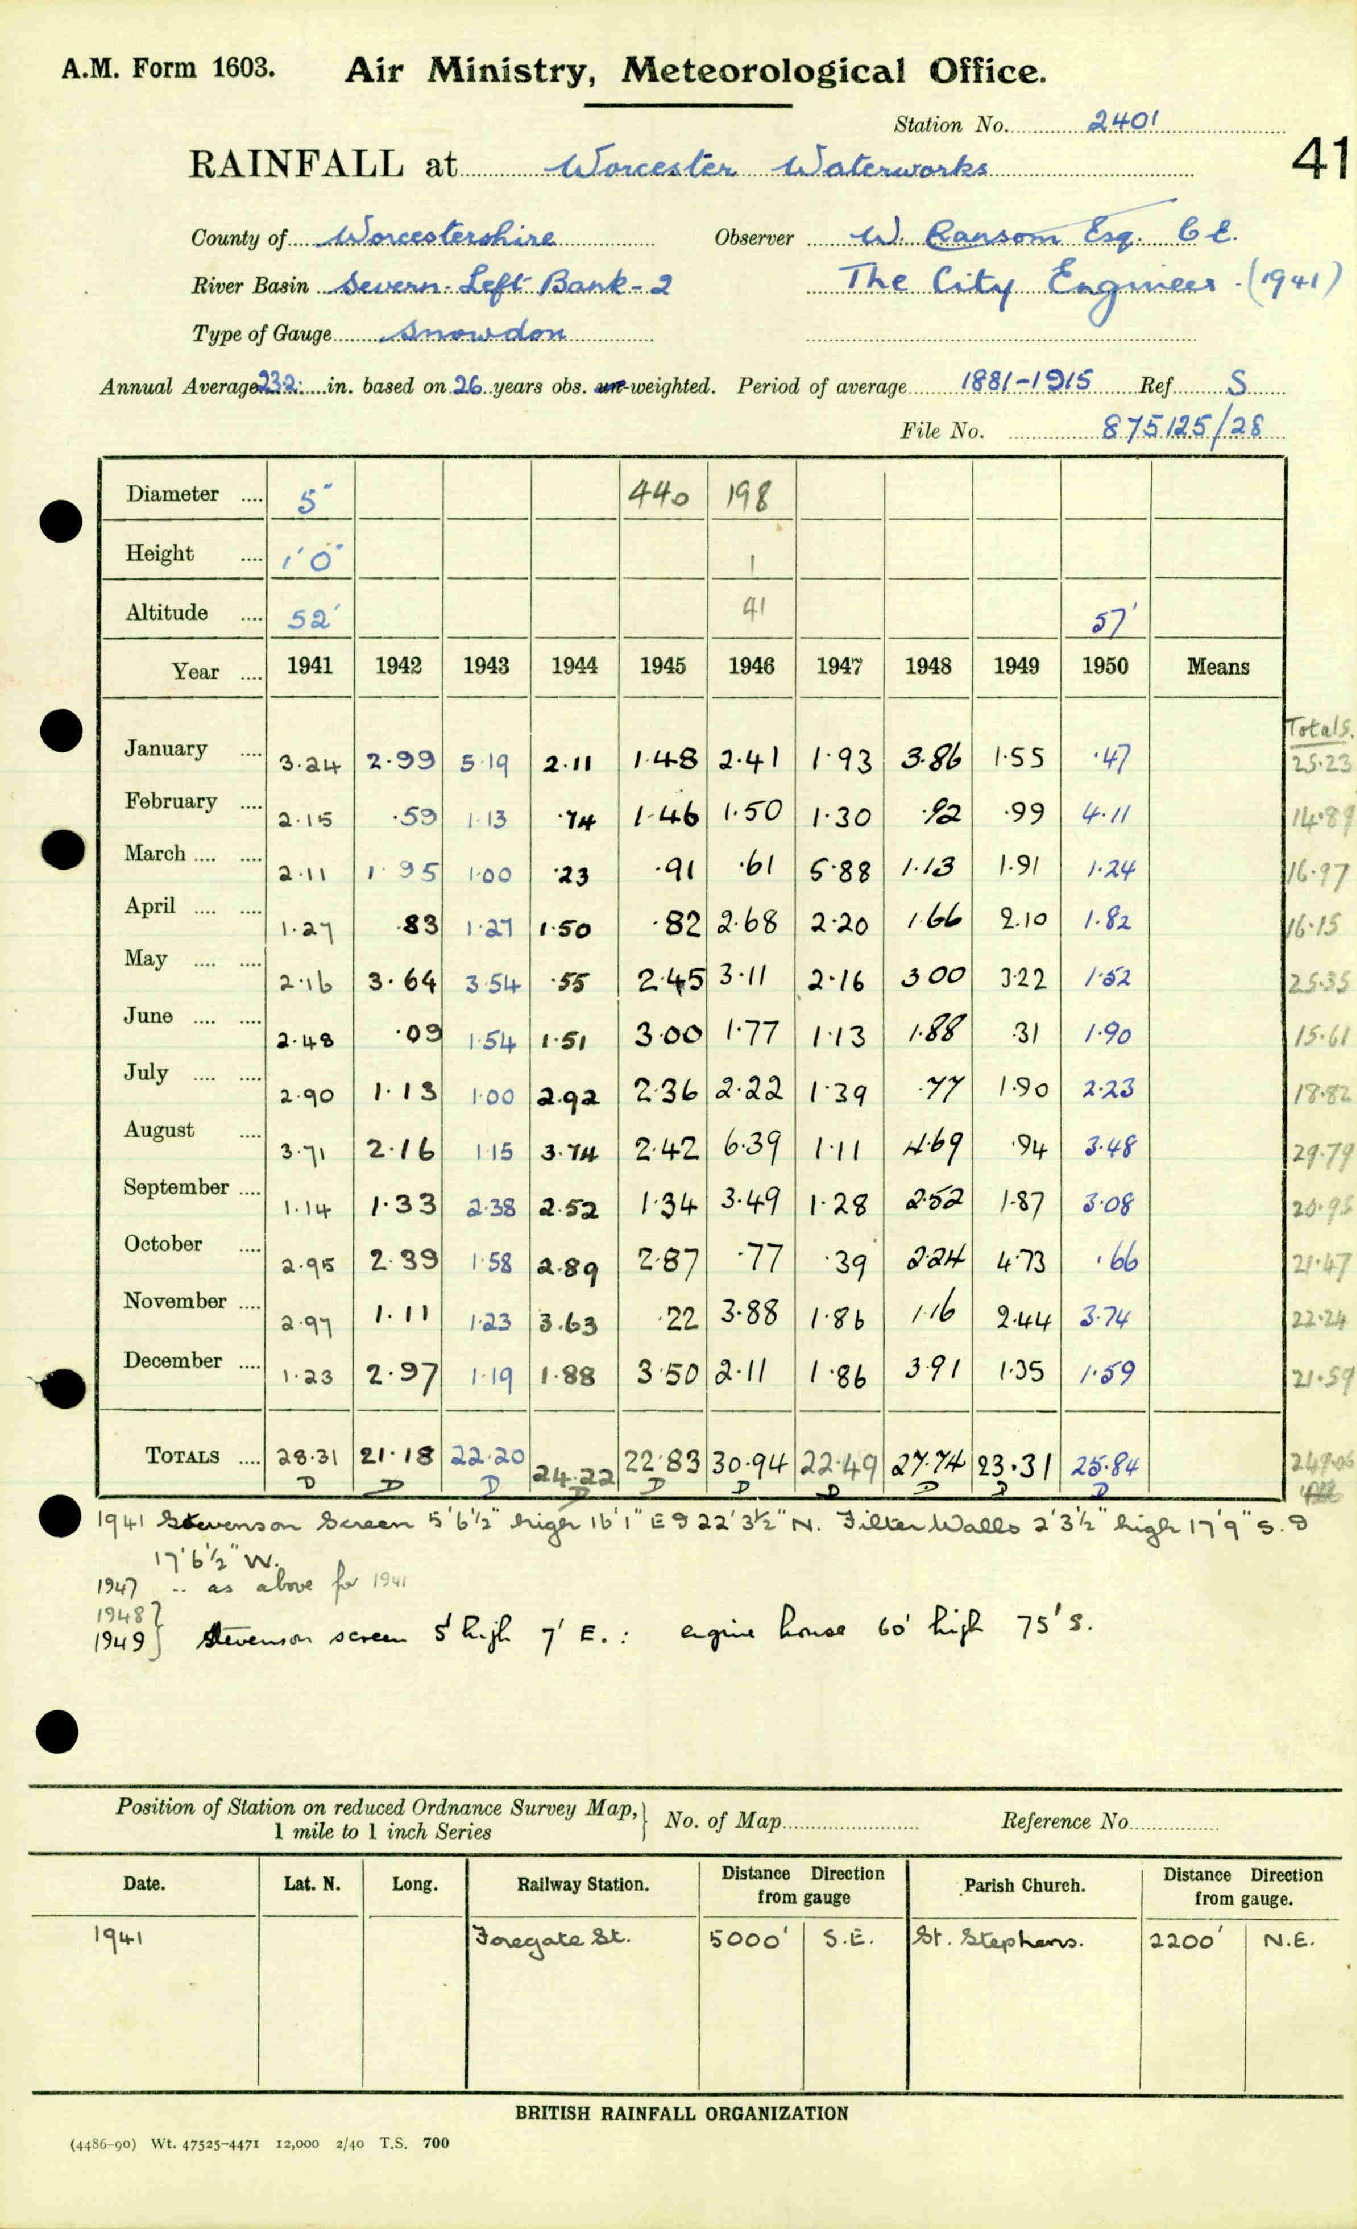 A.M. Form 1603. Air Ministry, Meteorological Office.
Station No. 2401
41
RAINFALL at Worcester Waterworks
County of Worcestershire Observer W. Ransom Esq. C.E.
River Basin Severn-Left Bank-2 The City Engineer (1941)
Type of Gauge Snowdon
Annual Average 23.2 in. based on 26 years obs. un-weighted. Period of average 1881-1915 Ref S
File No. 875125/28
Diameter 5" 440 198
Height 1'0" 1
Altitude 52' 41 57'
Year 1941 1942 1943 1944 1945 1946 1947 1948 1949 1950 Means
Totals.
January 3.24 2.99 5.19 2.11 1.48 2.41 1.93 3.86 1.55 .47 25.23
February 2.15 .59 1.13 .74 1.46 1.50 1.30 .92 .99 4.11 14.89
March 2.11 1.95 1.00 .23 .91 .61 5.88 1.13 1.91 1.24 16.97
April 1.27 .83 1.27 1.50 .82 2.68 2.20 1.66 2.10 1.82 16.15
May 2.16 3.64 3.54 .55 2.45 3.11 2.16 3.00 3.22 1.52 25.35
June 2.48 .09 1.54 1.51 3.00 1.77 1.13 1.88 .31 1.90 15.61
July 2.90 1.13 1.00 2.92 2.36 2.22 1.39 .77 1.90 2.23 18.82
August 3.71 2.16 1.15 3.74 2.42 6.39 1.11 4.69 .94 3.48 29.79
September 1.14 1.33 2.38 2.52 1.34 3.49 1.28 2.52 1.87 3.08 20.95
October 2.95 2.39 1.58 2.89 2.87 .77 .39 2.24 4.73 .66 21.47
November 2.97 1.11 1.23 3.63 .22 3.88 1.86 1.16 2.44 3.74 22.24
December 1.23 2.97 1.19 1.88 3.50 2.11 1.86 3.91 1.35 1.59 21.59
TOTALS 28.31 21.18 22.20 24.22 22.83 30.94 22.49 27.74 23.31 25.84 249.06
D D D D D D D D D D
1941 Stevenson Screen 5'6½" high 16'1" E & 22'3½" N. Filter Walls 2'3½" high 17'9" S. &
17'6½" W.
1947 .. as above for 1941
1948}
1949} Stevenson screen 5' high 7' E. : engine house 60' high 75' S.
Position of Station on reduced Ordnance Survey Map, } No. of Map Reference No.
1 mile to 1 inch Series
Date. Lat. N. Long. Railway Station. Distance Direction from gauge Parish Church. Distance Direction from gauge.
1941 Foregate St. 5000' S.E. St. Stephens. 2200' N.E.
BRITISH RAINFALL ORGANIZATION
(4486-90) Wt. 47525-4471 12,000 2/40 T.S. 700